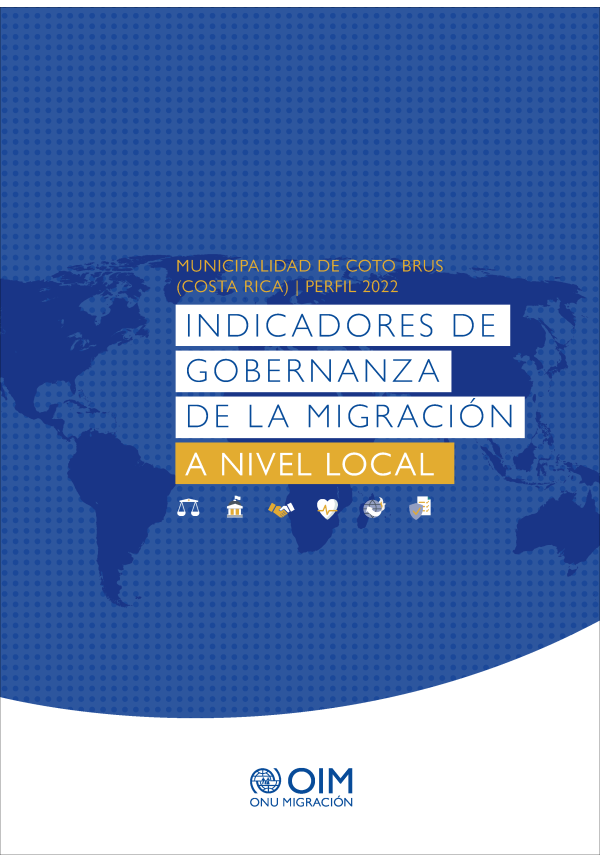 MUNICIPALIDAD DE COTO BRUS
(COSTA RICA) | PERFIL 2022
INDICADORES DE
GOBERNANZA
DE LA MIGRACIÓN
A NIVEL LOCAL
OIM
ONU MIGRACIÓN